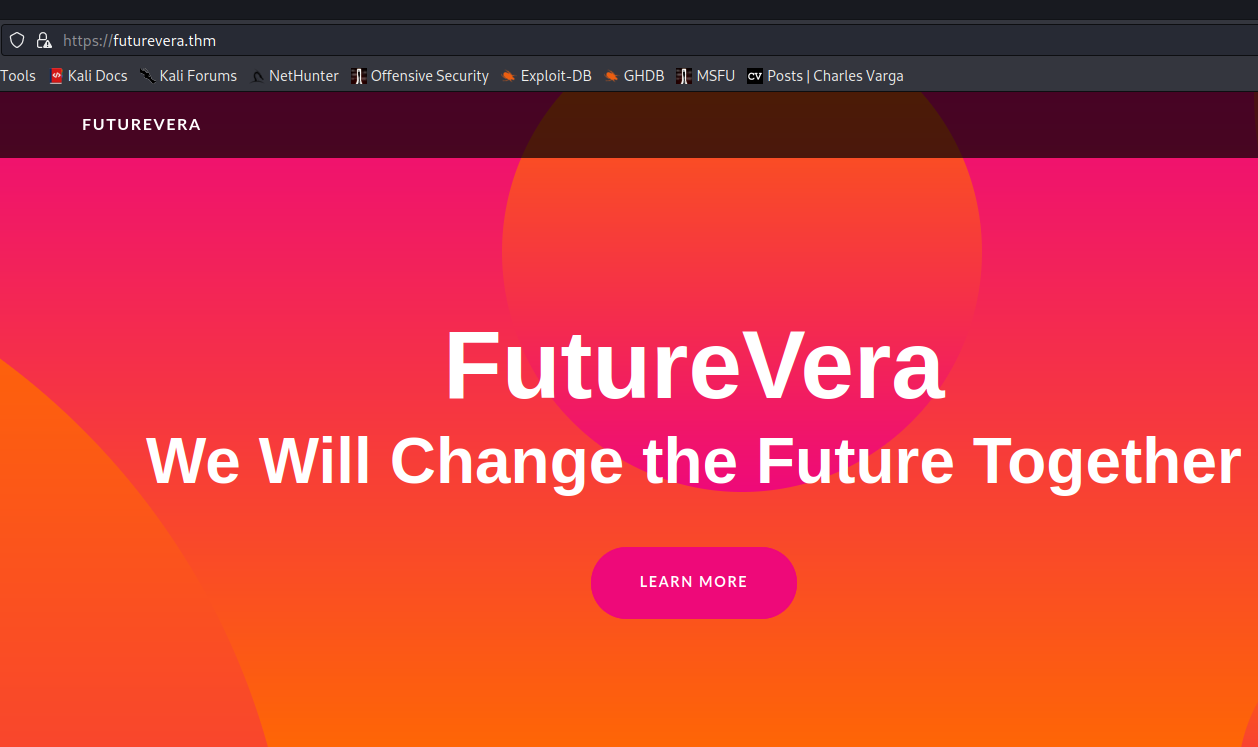 https://futurevera.thm
Tools Kali Docs Kali Forums NetHunter Offensive Security Exploit-DB GHDB MSFU CV Posts | Charles Varga
FUTUREVERA
FutureVera
We Will Change the Future Together
LEARN MORE